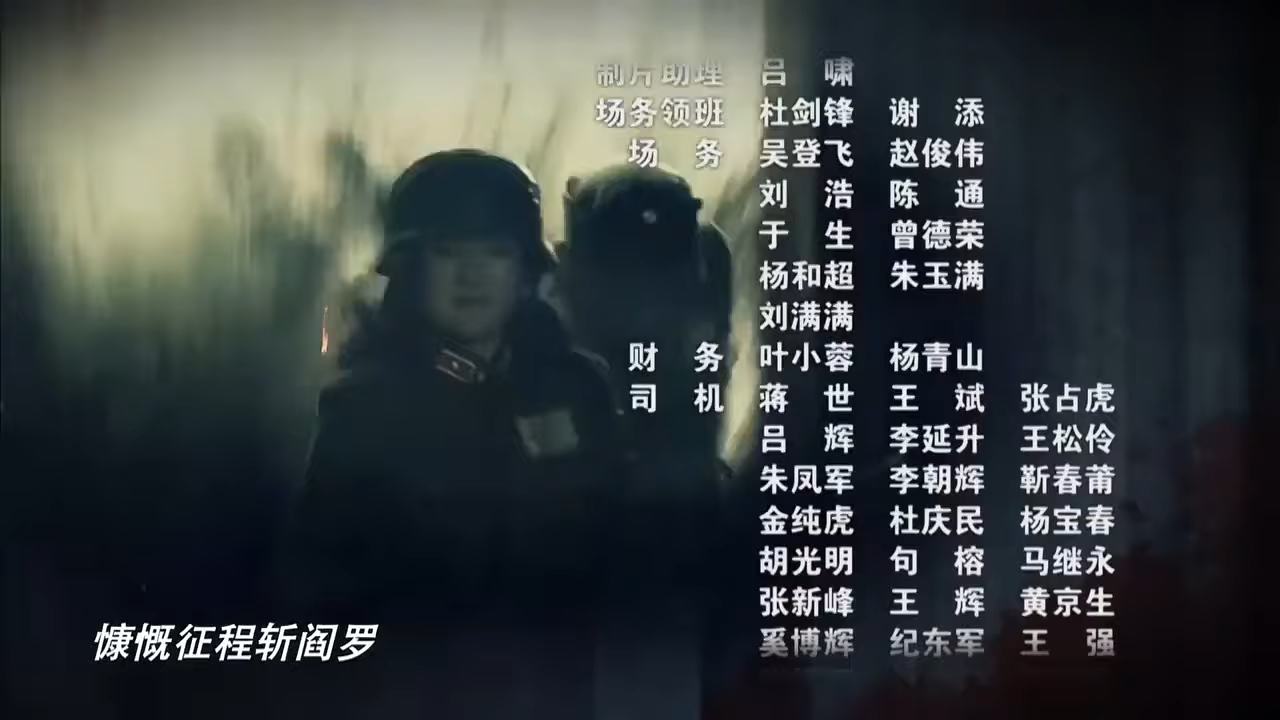 制片助理 吕啸
场务领班 杜剑锋 谢添
场务 吴登飞 赵俊伟
刘浩 陈通
于生 曾德荣
杨和超 朱玉满
刘满满
财务 叶小蓉 杨青山
司机 蒋世 王斌 张占虎
吕辉 李延升 王松伶
朱凤军 李朝辉 靳春莆
金纯虎 杜庆民 杨宝春
胡光明 句榕 马继永
张新峰 王辉 黄京生
奚博辉 纪东军 王强
慷慨征程斩阎罗